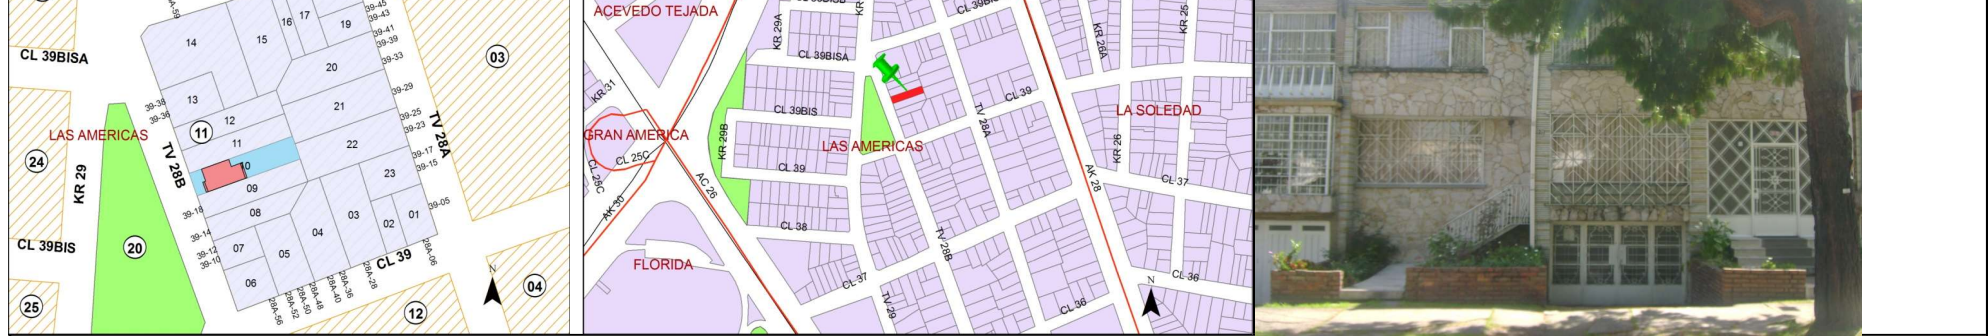 A-59
14
15
16
17
19
39-45
39-43
39-41
39-39
39-33
CL 39BISA
03
20
13
39-38
39-36
12
21
39-29
39-25
39-23
LAS AMERICAS
11
11
TV 28A
24
KR 29
TV 28B
10
22
39-17
39-15
09
23
39-18
08
03
01
39-05
39-14
02
20
07
04
CL 39BIS
39-12
39-10
05
CL 39
28A-06
06
28A-28
28A-36
28A-40
28A-48
28A-50
28A-52
28A-56
N
04
25
12
ACEVEDO TEJADA
KR 29A
KR
CL 39BISB
KR 26A
KR 25
CL 39BISA
KR 31
CL 39BIS
CL 39
TV 28A
LA SOLEDAD
GRAN AMERICA
KR 29B
LAS AMERICAS
KR 26
CL 25C
CL 25C
CL 39
AC 26
AK 28
CL 37
AK 30
CL 38
TV 28B
FLORIDA
CL 37
N
CL 36
TV 29
CL 36